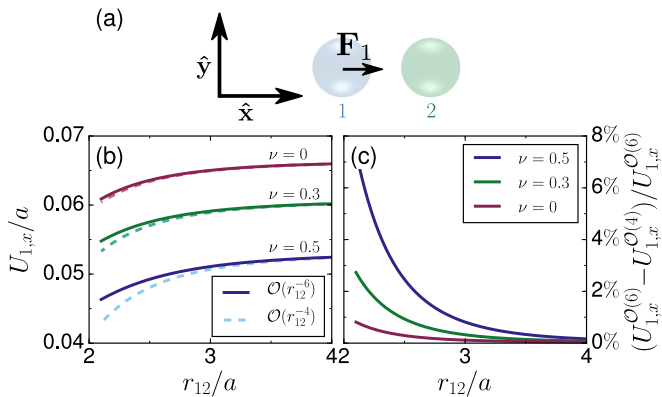 (a)
ŷ
x̂
F₁
1
2
(b)
U₁,ₓ/a
0.07
0.06
0.05
0.04
ν = 0
ν = 0.3
ν = 0.5
O(r₁₂⁻⁶)
O(r₁₂⁻⁴)
2
3
4
r₁₂/a
(c)
ν = 0.5
ν = 0.3
ν = 0
8%
6%
4%
2%
0%
2
3
4
r₁₂/a
(U₁,ₓ^O(6) − U₁,ₓ^O(4))/U₁,ₓ^O(6)